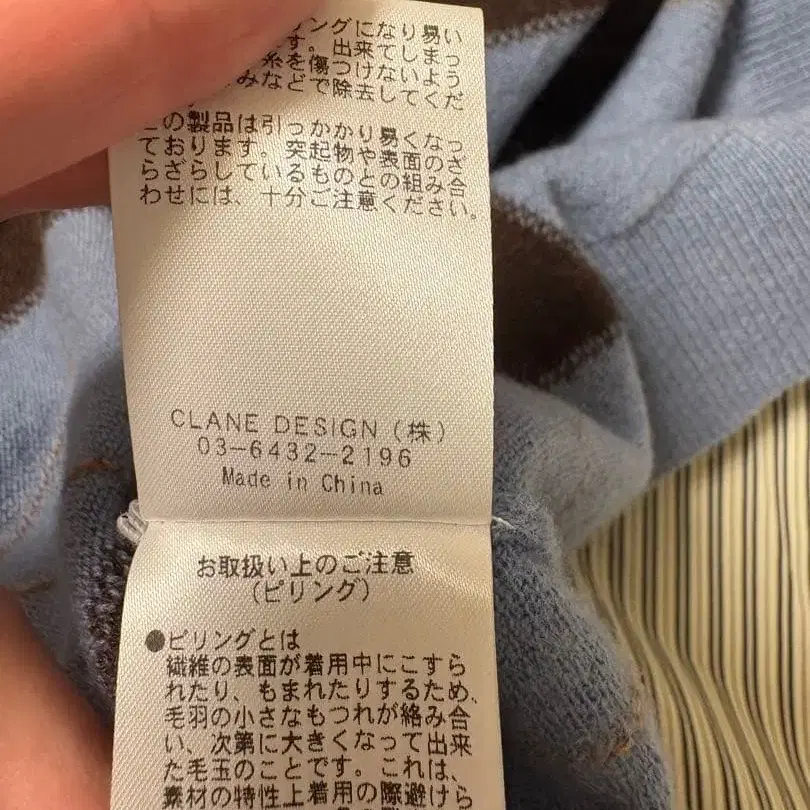 リングになり易い
す。出来てしまっ
糸を傷つけないよう
みなどで除去してくだ
この製品は引っかかり易くなっ
ております。突起物や表面のざ
らざらしているものとの組み合
わせには、十分ご注意ください。
CLANE DESIGN（株）
03-6432-2196
Made in China
お取扱い上のご注意
（ピリング）
●ピリングとは
繊維の表面が着用中にこすら
れたり、もまれたりするため、
毛羽の小さなもつれが絡み合
い、次第に大きくなって出来
た毛玉のことです。これは、
素材の特性上着用の際避けら